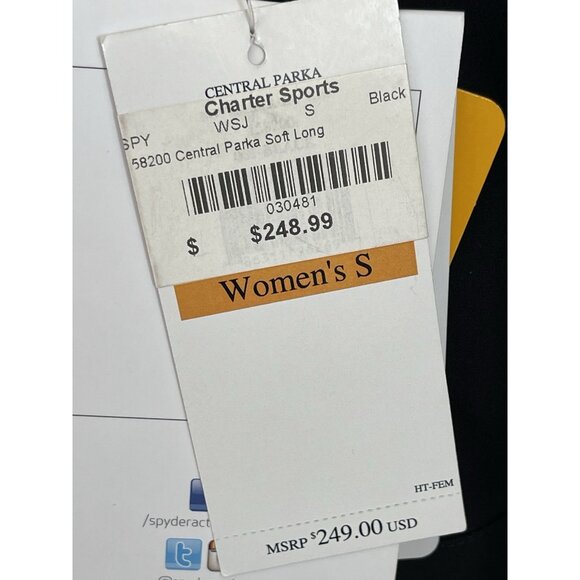 CENTRAL PARKA
Charter Sports
SPY WSJ S Black
58200 Central Parka Soft Long
030481
$ $248.99
Women's S
HT-FEM
MSRP $249.00 USD
/spyderact